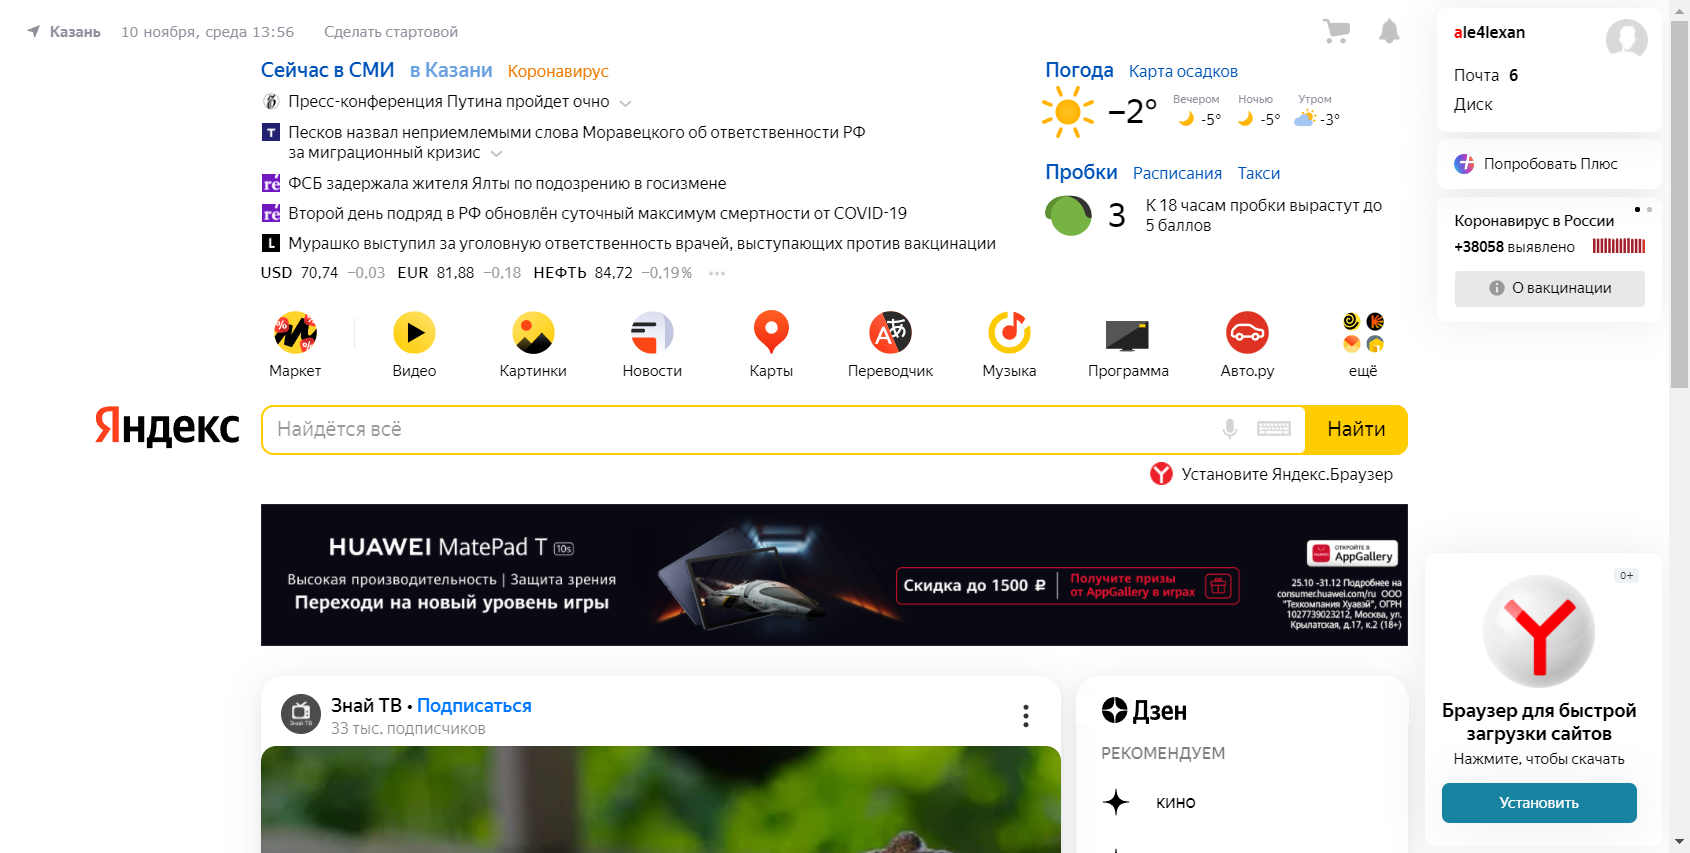 Казань 10 ноября, среда 13:56 Сделать стартовой
Сейчас в СМИ в Казани Коронавирус
Пресс-конференция Путина пройдет очно
Песков назвал неприемлемыми слова Моравецкого об ответственности РФ
за миграционный кризис
ФСБ задержала жителя Ялты по подозрению в госизмене
Второй день подряд в РФ обновлён суточный максимум смертности от COVID-19
Мурашко выступил за уголовную ответственность врачей, выступающих против вакцинации
USD 70,74 −0,03 EUR 81,88 −0,18 НЕФТЬ 84,72 −0,19%
Погода Карта осадков
−2° Вечером -5° Ночью -5° Утром -3°
Пробки Расписания Такси
3 К 18 часам пробки вырастут до
5 баллов
ale4lexan
Почта 6
Диск
Попробовать Плюс
Коронавирус в России
+38058 выявлено
О вакцинации
Маркет Видео Картинки Новости Карты Переводчик Музыка Программа Авто.ру ещё
Яндекс Найдётся всё Найти
Установите Яндекс.Браузер
HUAWEI MatePad T 10s
Высокая производительность | Защита зрения
Переходи на новый уровень игры
Скидка до 1500 ₽
Получите призы
от AppGallery в играх
ОТКРОЙТЕ В
AppGallery
25.10 -31.12 Подробнее на
consumer.huawei.com/ru ООО
"Техкомпания Хуавэй", ОГРН
1027739023212, Москва, ул.
Крылатская, д.17, к.2 (18+)
Знай ТВ • Подписаться
33 тыс. подписчиков
Дзен
РЕКОМЕНДУЕМ
кино
0+
Браузер для быстрой
загрузки сайтов
Нажмите, чтобы скачать
Установить